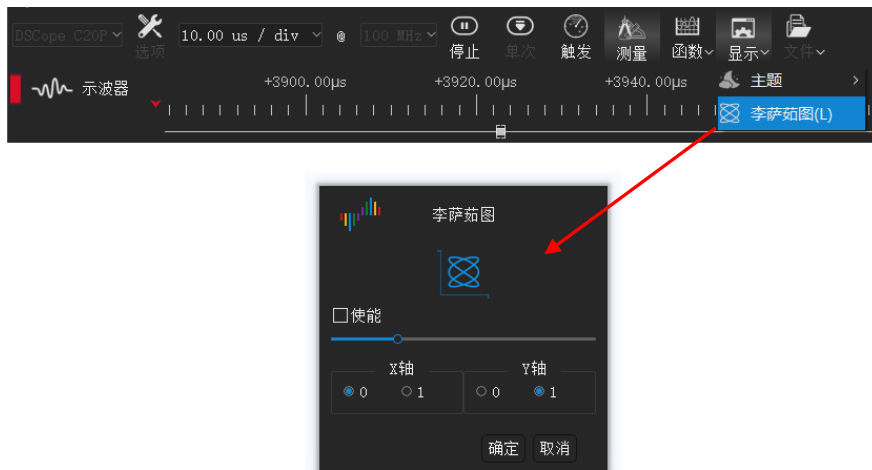 DSCope C20P 选项 10.00 us / div @ 100 MHz 停止 单次 触发 测量 函数 显示 文件
示波器 +3900.00μs +3920.00μs +3940.00μs 主题
李萨茹图(L)
李萨茹图
使能
X轴 Y轴
0 1 0 1
确定 取消